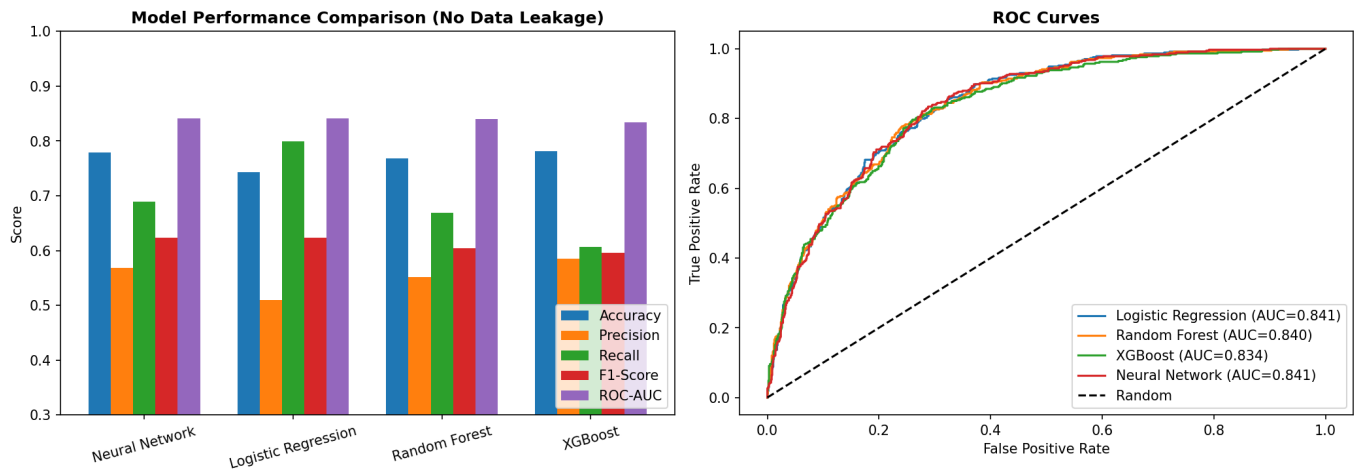 Model Performance Comparison (No Data Leakage)
1.0
0.9
0.8
0.7
0.6
0.5
0.4
0.3
Score
Neural Network
Logistic Regression
Random Forest
XGBoost
Accuracy
Precision
Recall
F1-Score
ROC-AUC
ROC Curves
1.0
0.8
0.6
0.4
0.2
0.0
True Positive Rate
0.0 0.2 0.4 0.6 0.8 1.0
False Positive Rate
Logistic Regression (AUC=0.841)
Random Forest (AUC=0.840)
XGBoost (AUC=0.834)
Neural Network (AUC=0.841)
Random